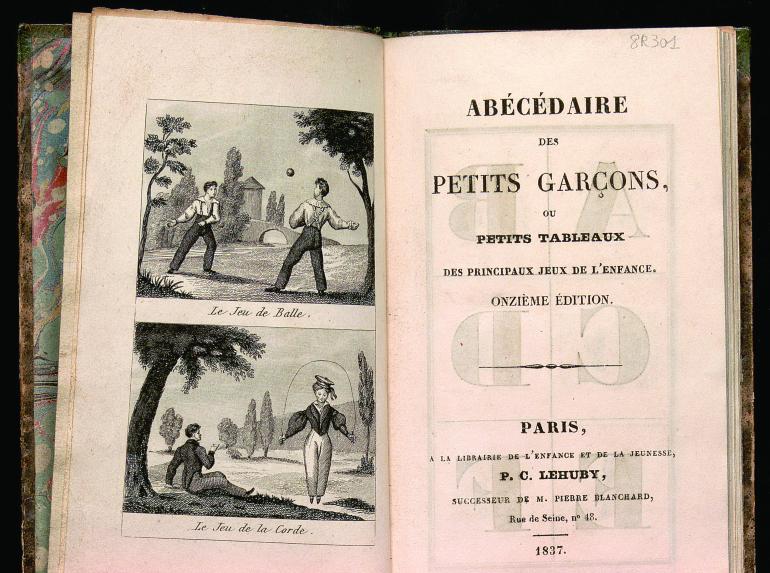 Le Jeu de Balle.
Le Jeu de la Corde.
8R301
ABÉCÉDAIRE
DES
PETITS GARÇONS,
OU
PETITS TABLEAUX
DES PRINCIPAUX JEUX DE L'ENFANCE.
ONZIÈME ÉDITION.
PARIS,
A LA LIBRAIRIE DE L'ENFANCE ET DE LA JEUNESSE,
P. C. LEHUBY,
SUCCESSEUR DE M. PIERRE BLANCHARD,
Rue de Seine, nº 48.
1837.